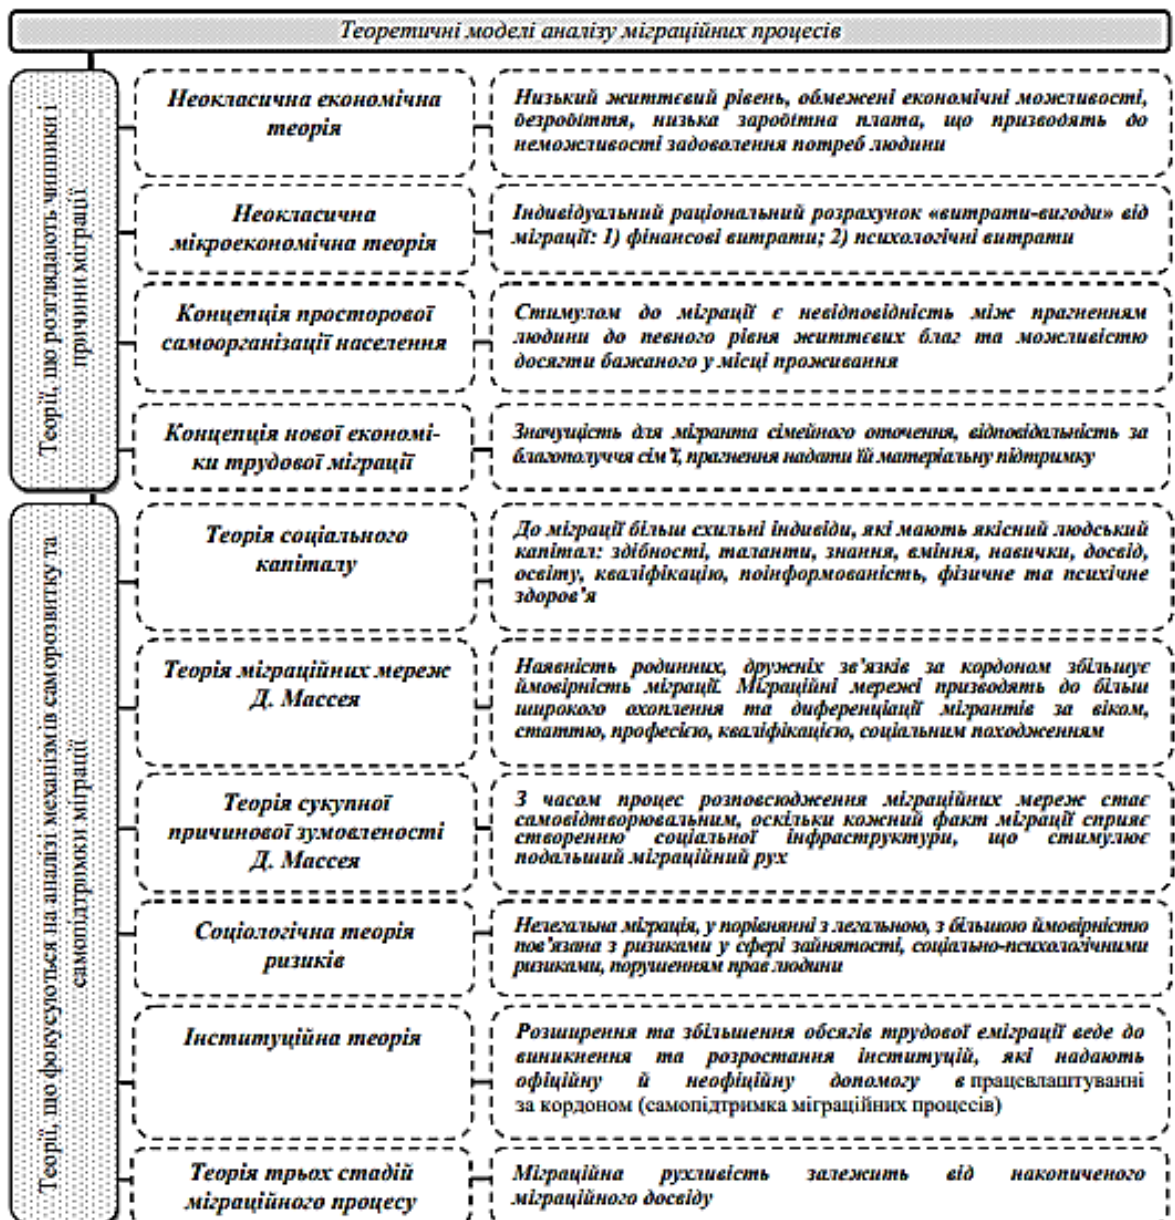 Теоретичні моделі аналізу міграційних процесів
Теорії, що розглядають чинники і
причини міграції
Неокласична економічна
теорія
Низький життєвий рівень, обмежені економічні можливості,
безробіття, низька заробітна плата, що призводять до
неможливості задоволення потреб людини
Неокласична
мікроекономічна теорія
Індивідуальний раціональний розрахунок «витрати-вигоди» від
міграції: 1) фінансові витрати; 2) психологічні витрати
Концепція просторової
самоорганізації населення
Стимулом до міграції є невідповідність між прагненням
людини до певного рівня життєвих благ та можливістю
досягти бажаного у місці проживання
Концепція нової економі-
ки трудової міграції
Значущість для мігранта сімейного оточення, відповідальність за
благополуччя сім’ї, прагнення надати їй матеріальну підтримку
Теорії, що фокусуються на аналізі механізмів саморозвитку та
самопідтримки міграції
Теорія соціального
капіталу
До міграції більш схильні індивіди, які мають якісний людський
капітал: здібності, таланти, знання, вміння, навички, досвід,
освіту, кваліфікацію, поінформованість, фізичне та психічне
здоров’я
Теорія міграційних мереж
Д. Массея
Наявність родинних, дружніх зв’язків за кордоном збільшує
ймовірність міграції. Міграційні мережі призводять до більш
широкого охоплення та диференціації мігрантів за віком,
статтю, професією, кваліфікацією, соціальним походженням
Теорія сукупної
причинової зумовленості
Д. Массея
З часом процес розповсюдження міграційних мереж стає
самовідтворювальним, оскільки кожний факт міграції сприяє
створенню соціальної інфраструктури, що стимулює
подальший міграційний рух
Соціологічна теорія
ризиків
Нелегальна міграція, у порівнянні з легальною, з більшою ймовірністю
пов’язана з ризиками у сфері зайнятості, соціально-психологічними
ризиками, порушенням прав людини
Інституційна теорія
Розширення та збільшення обсягів трудової еміграції веде до
виникнення та розростання інституцій, які надають
офіційну й неофіційну допомогу в працевлаштуванні
за кордоном (самопідтримка міграційних процесів)
Теорія трьох стадій
міграційного процесу
Міграційна рухливість залежить від накопиченого
міграційного досвіду